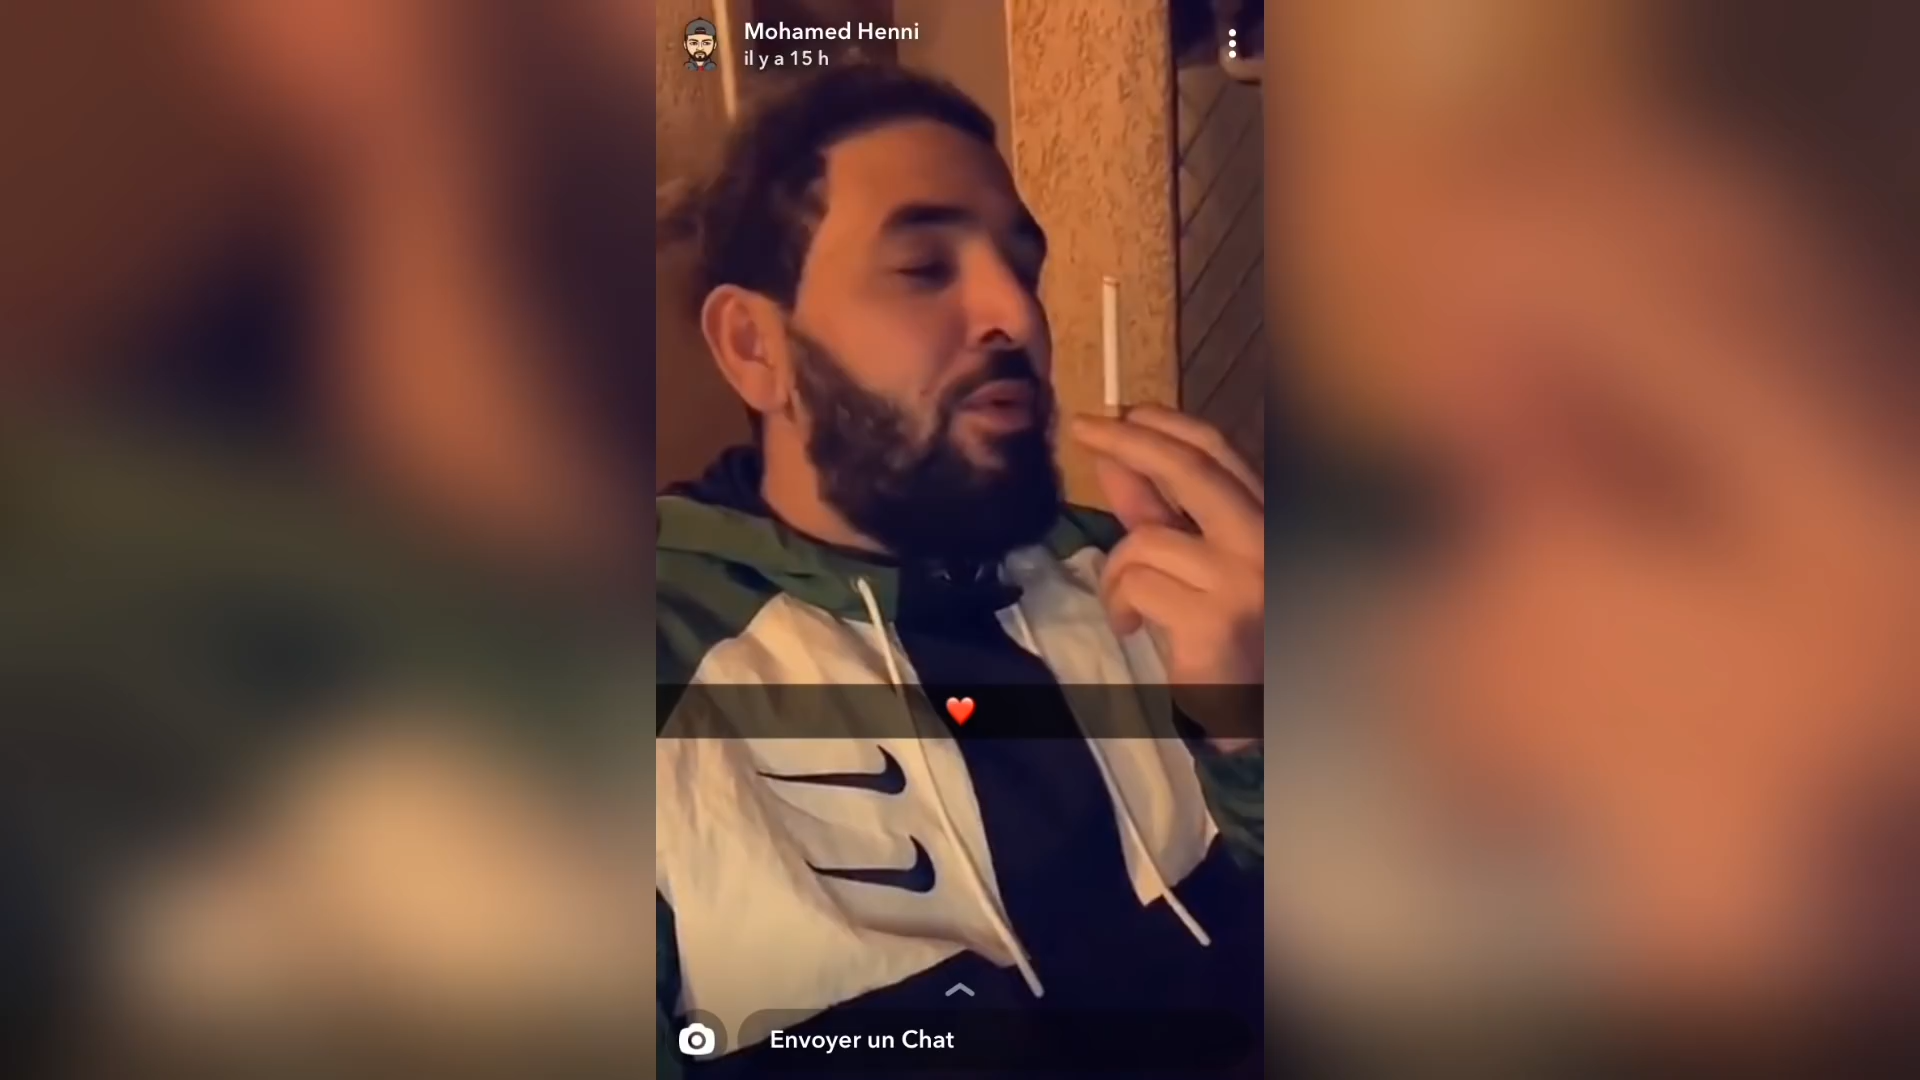 Mohamed Henni
il y a 15 h
❤️
Envoyer un Chat